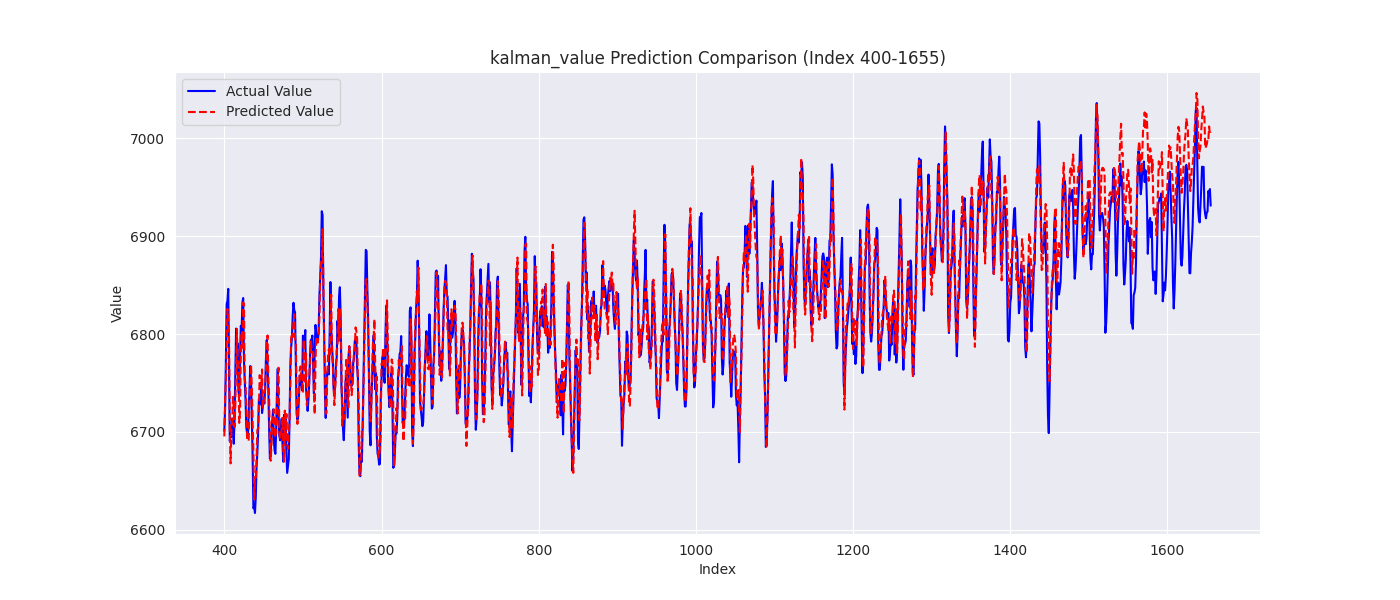 kalman_value Prediction Comparison (Index 400-1655)
Actual Value
Predicted Value
7000
6900
6800
6700
6600
Value
400 600 800 1000 1200 1400 1600
Index